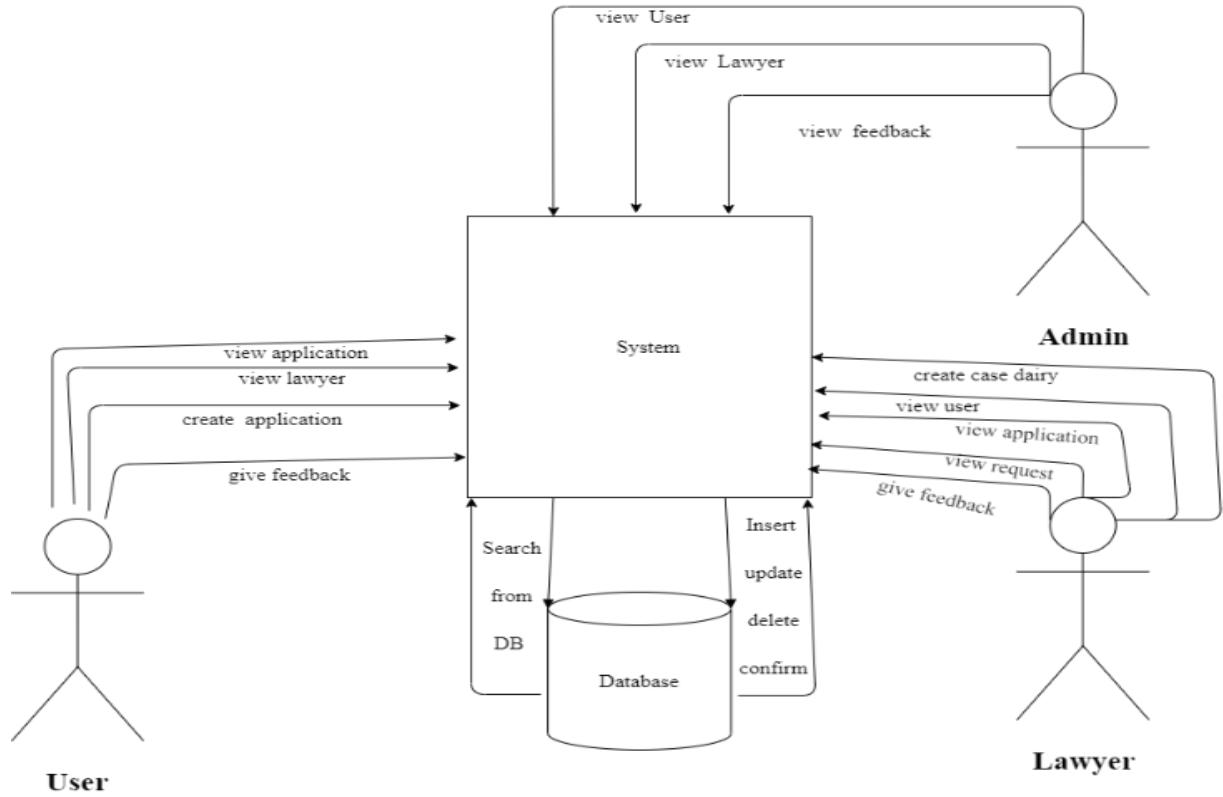 view User
view Lawyer
view feedback
Admin
System
view application
view lawyer
create application
give feedback
User
create case dairy
view user
view application
view request
give feedback
Lawyer
Search
from
DB
Insert
update
delete
confirm
Database